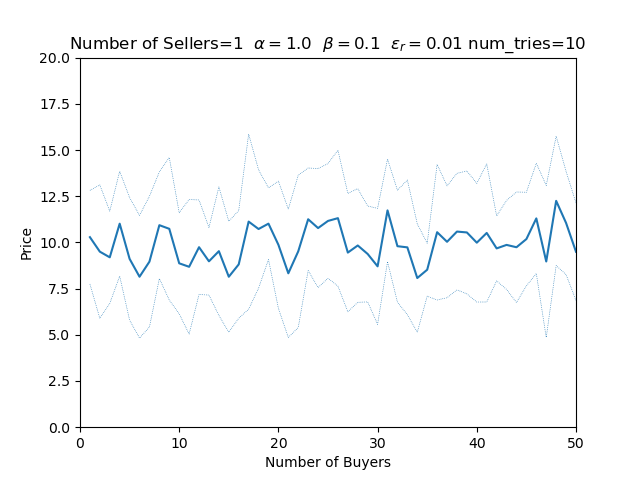 Number of Sellers=1 α = 1.0 β = 0.1 ε_r = 0.01 num_tries=10
20.0
17.5
15.0
12.5
10.0
7.5
5.0
2.5
0.0
Price
0 10 20 30 40 50
Number of Buyers